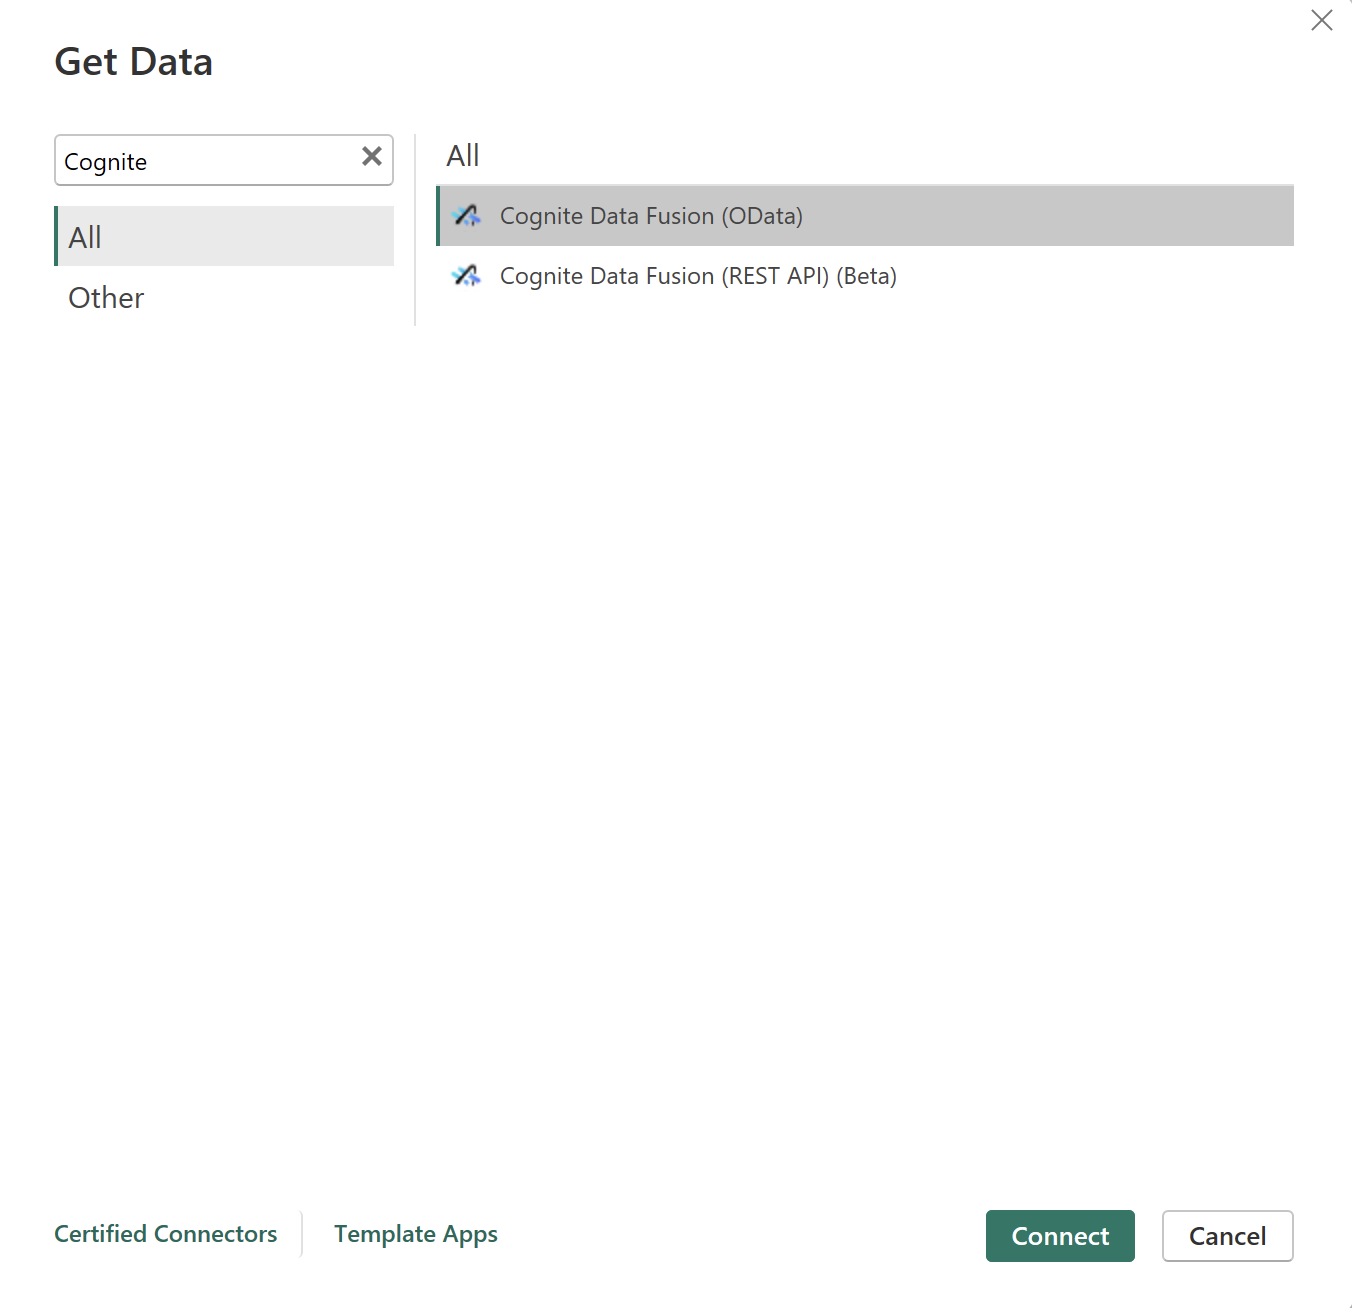 Get Data
Cognite
All
Other
All
Cognite Data Fusion (OData)
Cognite Data Fusion (REST API) (Beta)
Certified Connectors
Template Apps
Connect
Cancel